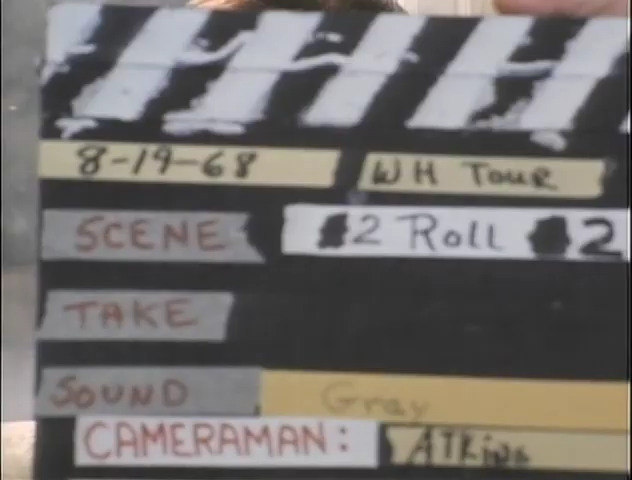 8-19-68 WH TOUR
SCENE 2 Roll 2
TAKE
SOUND Gray
CAMERAMAN: ATKins